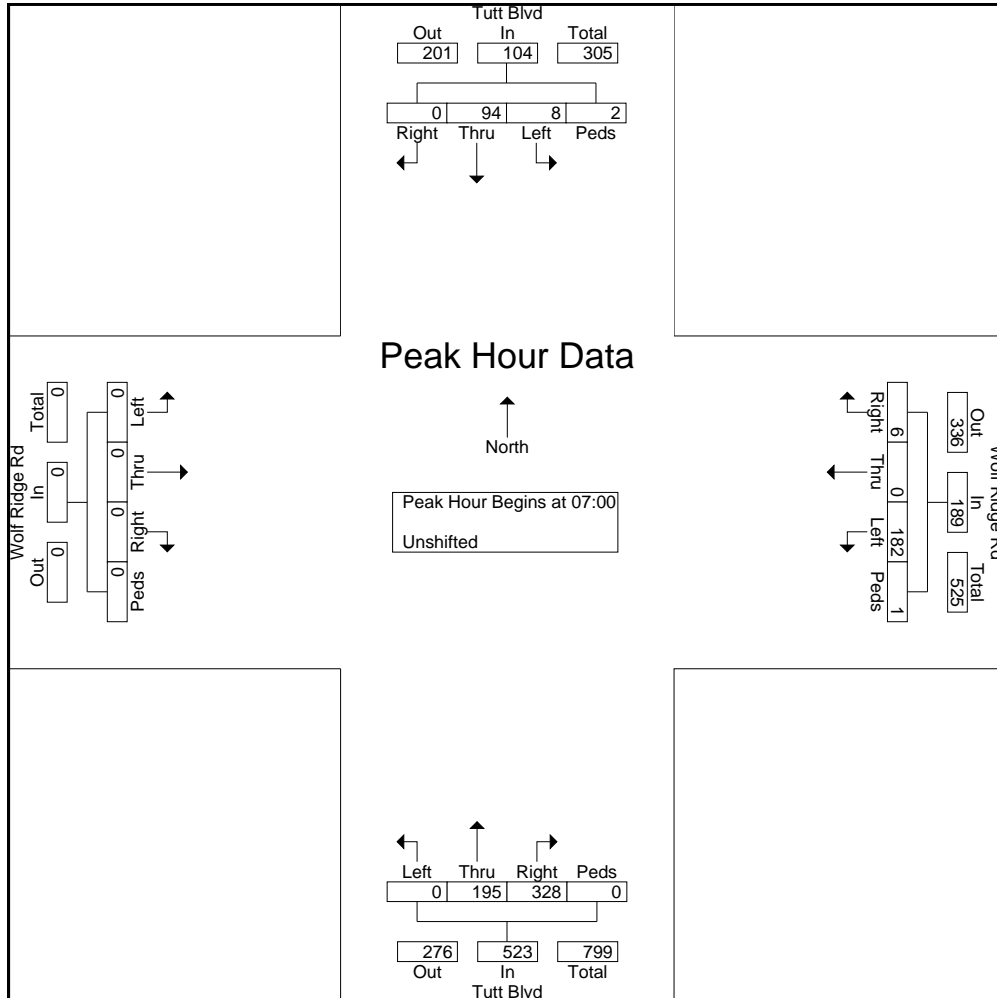 Tutt Blvd
Out In Total
201 104 305
0 94 8 2
Right Thru Left Peds
Peak Hour Data
North
Peak Hour Begins at 07:00
Unshifted
Wolf Ridge Rd
Total In Out
0 0 0
0 0 0 0
Left Thru Right Peds
Right Thru Left Peds
6 0 182 1
336 189 525
Out In Total
Wolf Ridge Rd
Left Thru Right Peds
0 195 328 0
276 523 799
Out In Total
Tutt Blvd